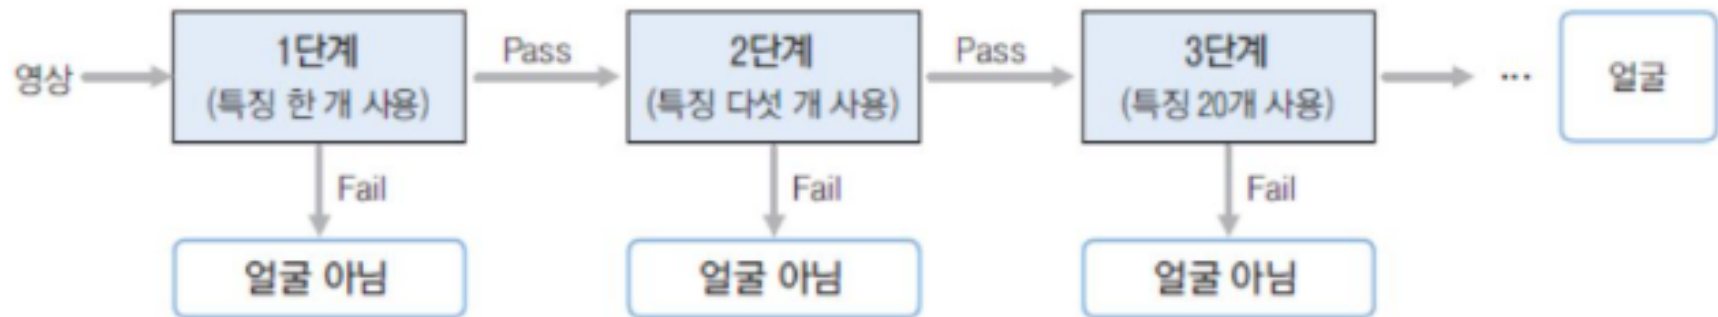 영상
1단계
(특징 한 개 사용)
Pass
2단계
(특징 다섯 개 사용)
Pass
3단계
(특징 20개 사용)
...
얼굴
Fail
Fail
Fail
얼굴 아님
얼굴 아님
얼굴 아님